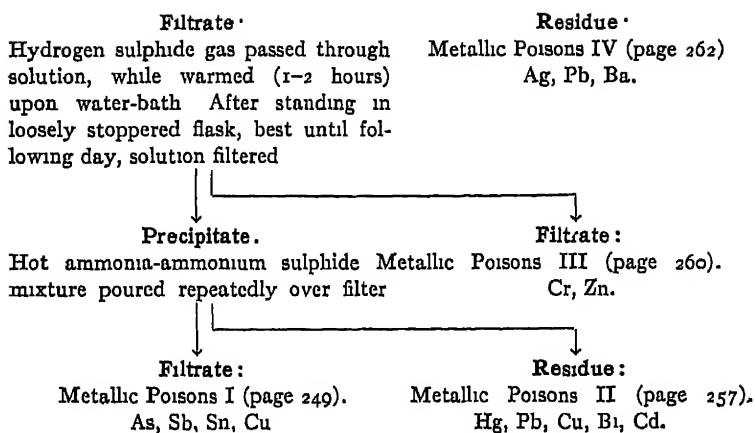 Filtrate·
Hydrogen sulphide gas passed through
solution, while warmed (1-2 hours)
upon water-bath After standing in
loosely stoppered flask, best until fol-
lowing day, solution filtered
Residue·
Metallic Poisons IV (page 262)
Ag, Pb, Ba.
Precipitate.
Hot ammonia-ammonium sulphide
mixture poured repeatedly over filter
Filtrate:
Metallic Poisons III (page 260).
Cr, Zn.
Filtrate:
Metallic Poisons I (page 249).
As, Sb, Sn, Cu
Residue:
Metallic Poisons II (page 257).
Hg, Pb, Cu, Bi, Cd.